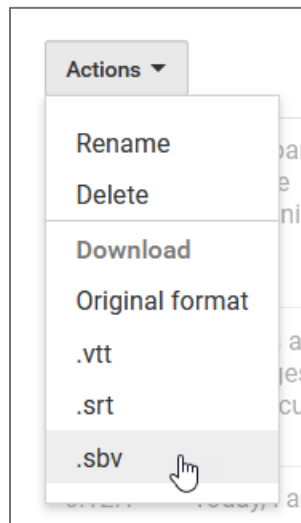 Actions
Rename
Delete
Download
Original format
.vtt
.srt
.sbv